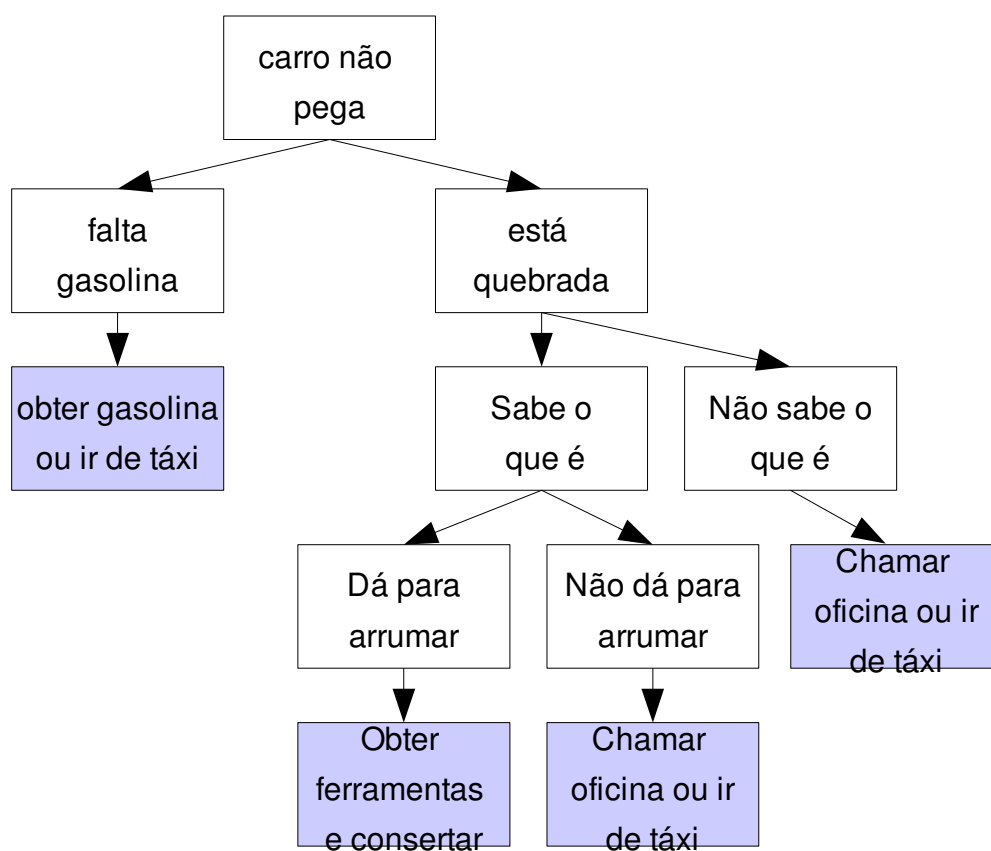 carro não
pega
falta
gasolina
está
quebrada
obter gasolina
ou ir de táxi
Sabe o
que é
Não sabe o
que é
Dá para
arrumar
Não dá para
arrumar
Chamar
oficina ou ir
de táxi
Obter
ferramentas
e consertar
Chamar
oficina ou ir
de táxi